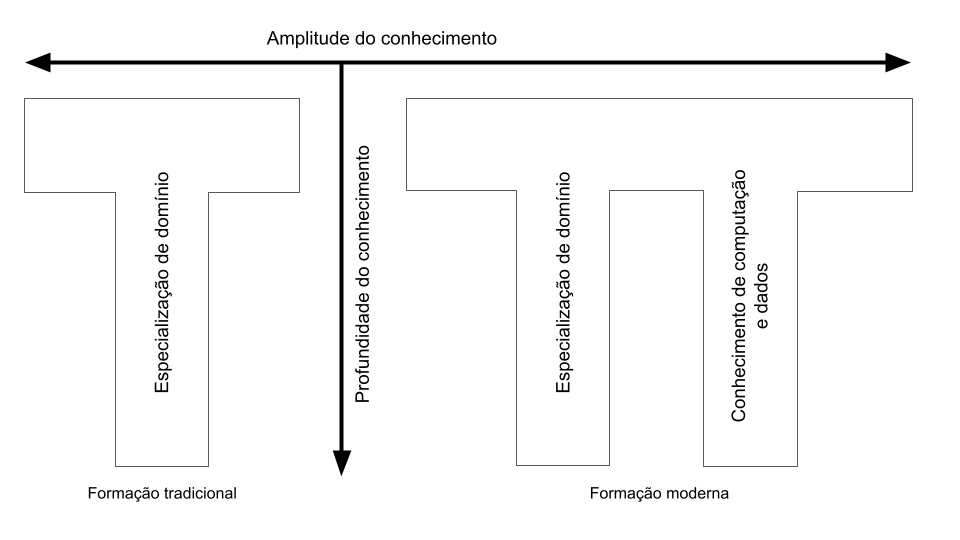 Amplitude do conhecimento
Especialização de domínio
Profundidade do conhecimento
Especialização de domínio
Conhecimento de computação
e dados
Formação tradicional
Formação moderna